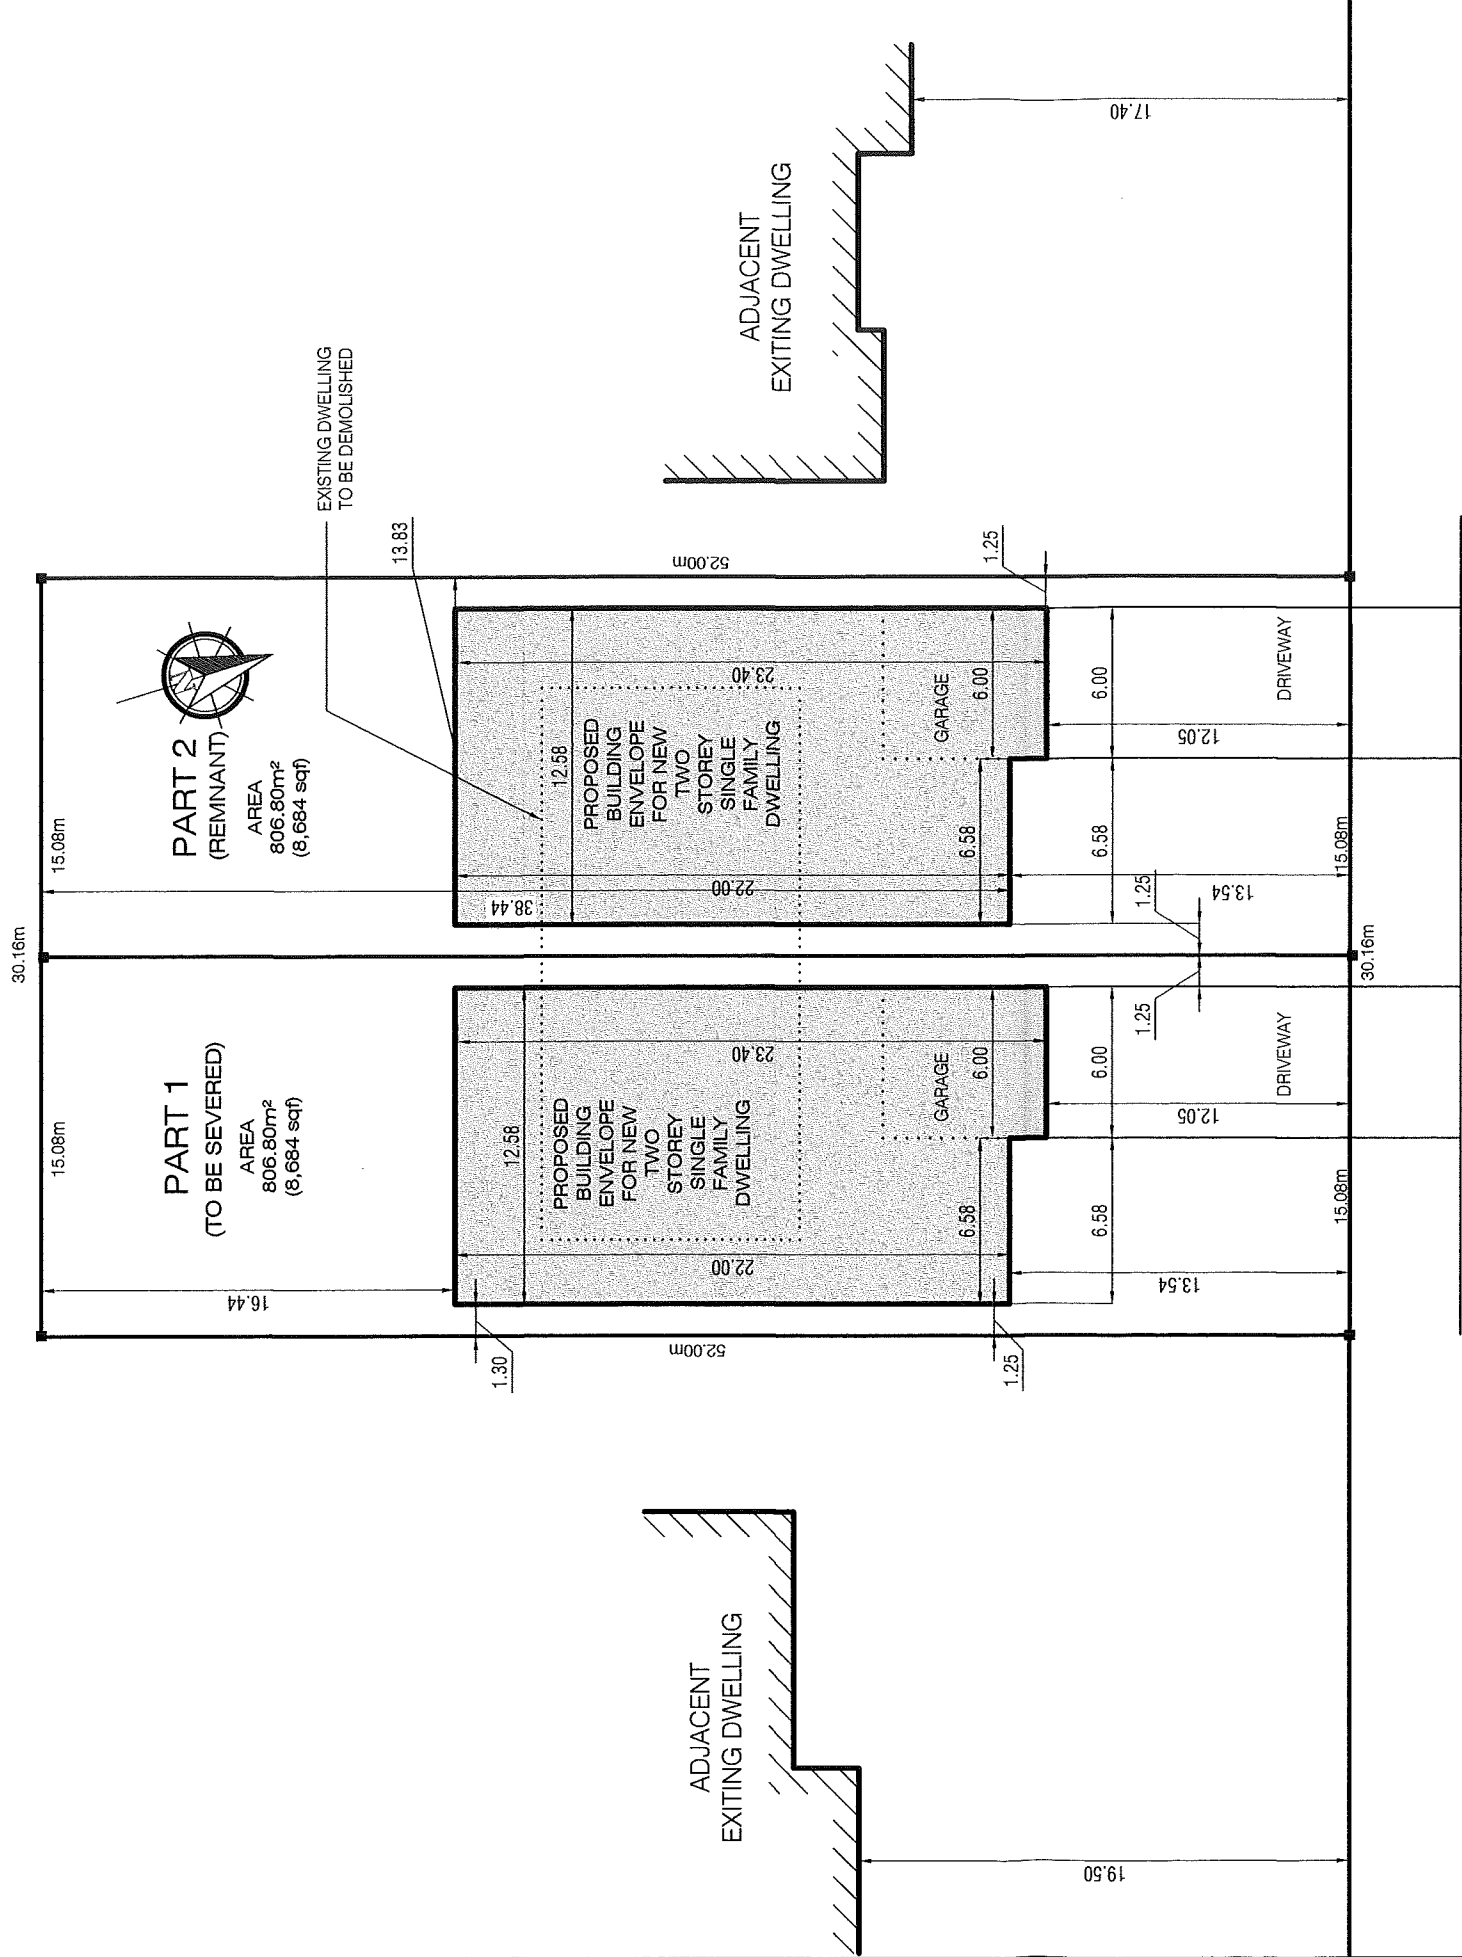 30.16m
15.08m
15.08m
PART 1
(TO BE SEVERED)
AREA
806.80m²
(8,684 sqf)
PART 2
(REMNANT)
AREA
806.80m²
(8,684 sqf)
EXISTING DWELLING
TO BE DEMOLISHED
13.83
16.44
38.44
1.30
52.00m
52.00m
12.58
12.58
PROPOSED
BUILDING
ENVELOPE
FOR NEW
TWO
STOREY
SINGLE
FAMILY
DWELLING
PROPOSED
BUILDING
ENVELOPE
FOR NEW
TWO
STOREY
SINGLE
FAMILY
DWELLING
22.00
23.40
22.00
23.40
GARAGE
GARAGE
6.58
6.00
6.58
6.00
1.25
1.25
6.58
6.00
6.58
6.00
1.25
1.25
13.54
12.05
13.54
12.05
DRIVEWAY
DRIVEWAY
15.08m
15.08m
30.16m
ADJACENT
EXITING DWELLING
19.50
ADJACENT
EXITING DWELLING
17.40